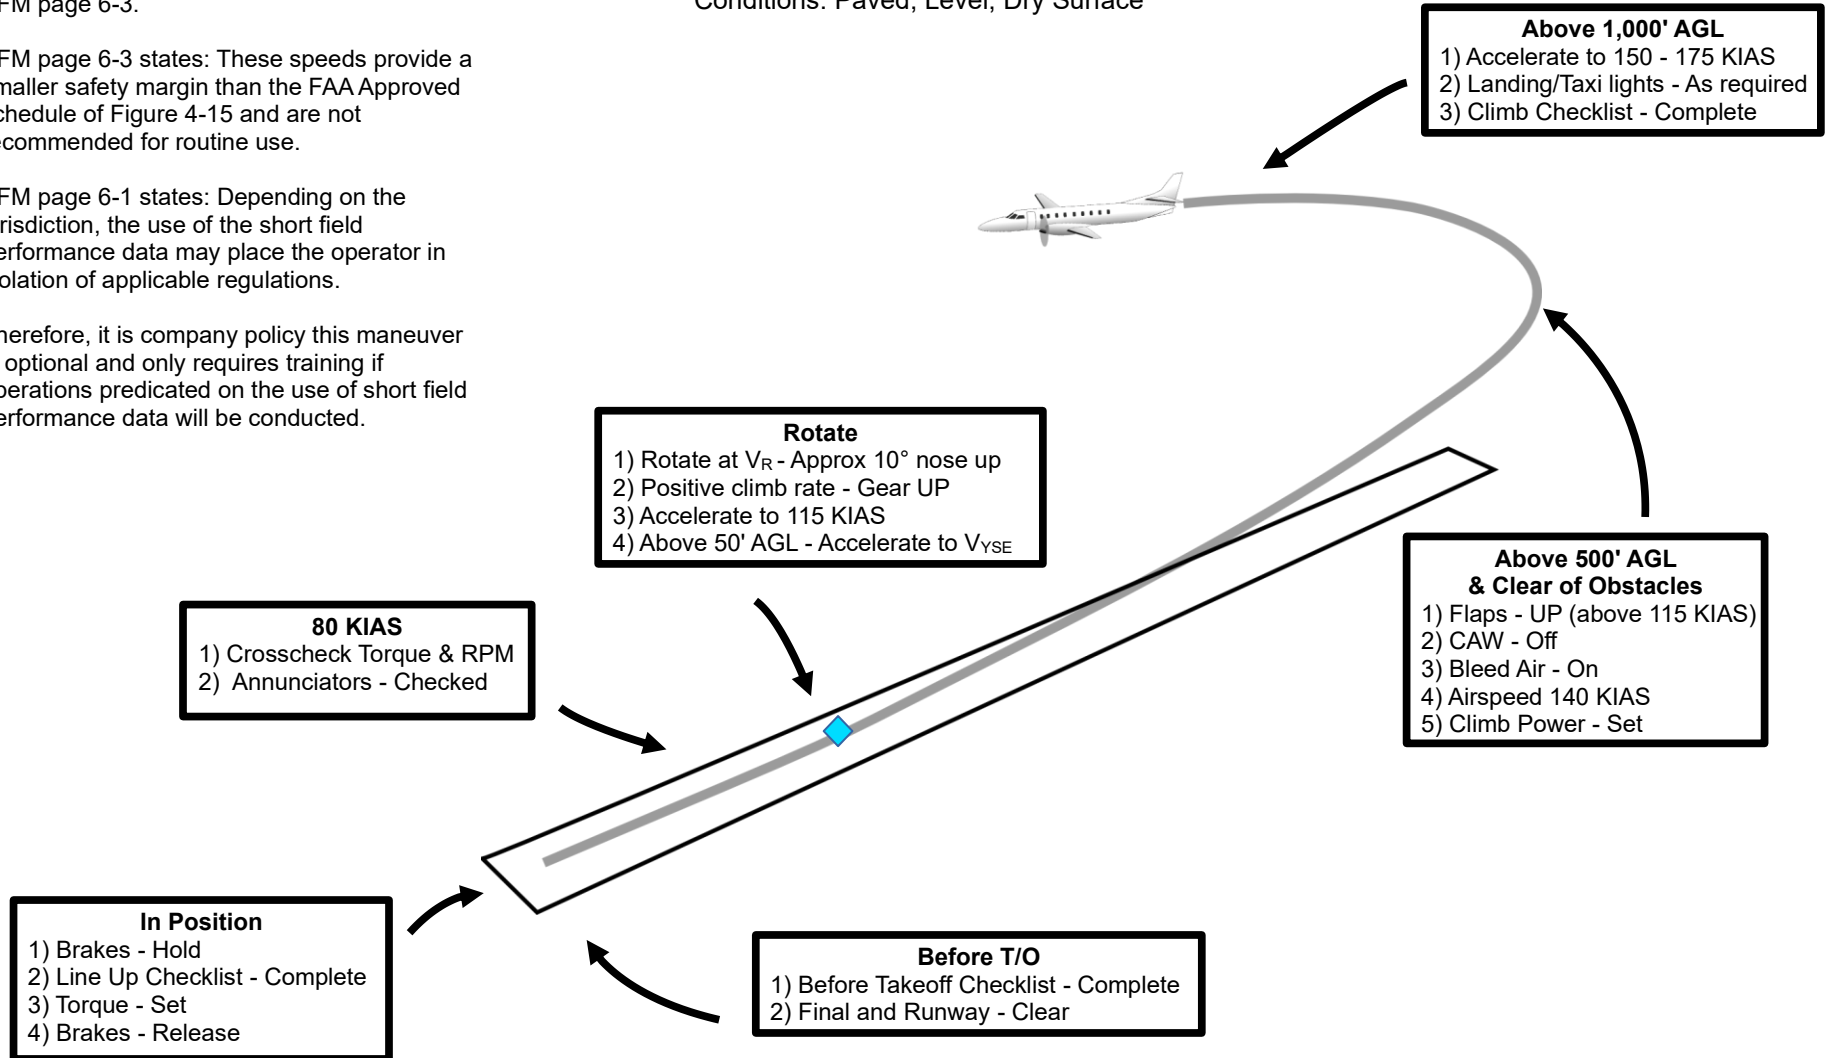 FM page 6-3.
Conditions: Paved, Level, Dry Surface
FM page 6-3 states: These speeds provide a
maller safety margin than the FAA Approved
chedule of Figure 4-15 and are not
ecommended for routine use.
FM page 6-1 states: Depending on the
risdiction, the use of the short field
erformance data may place the operator in
olation of applicable regulations.
herefore, it is company policy this maneuver
optional and only requires training if
perations predicated on the use of short field
erformance data will be conducted.
Above 1,000' AGL
1) Accelerate to 150 - 175 KIAS
2) Landing/Taxi lights - As required
3) Climb Checklist - Complete
Rotate
1) Rotate at VR - Approx 10° nose up
2) Positive climb rate - Gear UP
3) Accelerate to 115 KIAS
4) Above 50' AGL - Accelerate to VYSE
Above 500' AGL
& Clear of Obstacles
1) Flaps - UP (above 115 KIAS)
2) CAW - Off
3) Bleed Air - On
4) Airspeed 140 KIAS
5) Climb Power - Set
80 KIAS
1) Crosscheck Torque & RPM
2) Annunciators - Checked
In Position
1) Brakes - Hold
2) Line Up Checklist - Complete
3) Torque - Set
4) Brakes - Release
Before T/O
1) Before Takeoff Checklist - Complete
2) Final and Runway - Clear